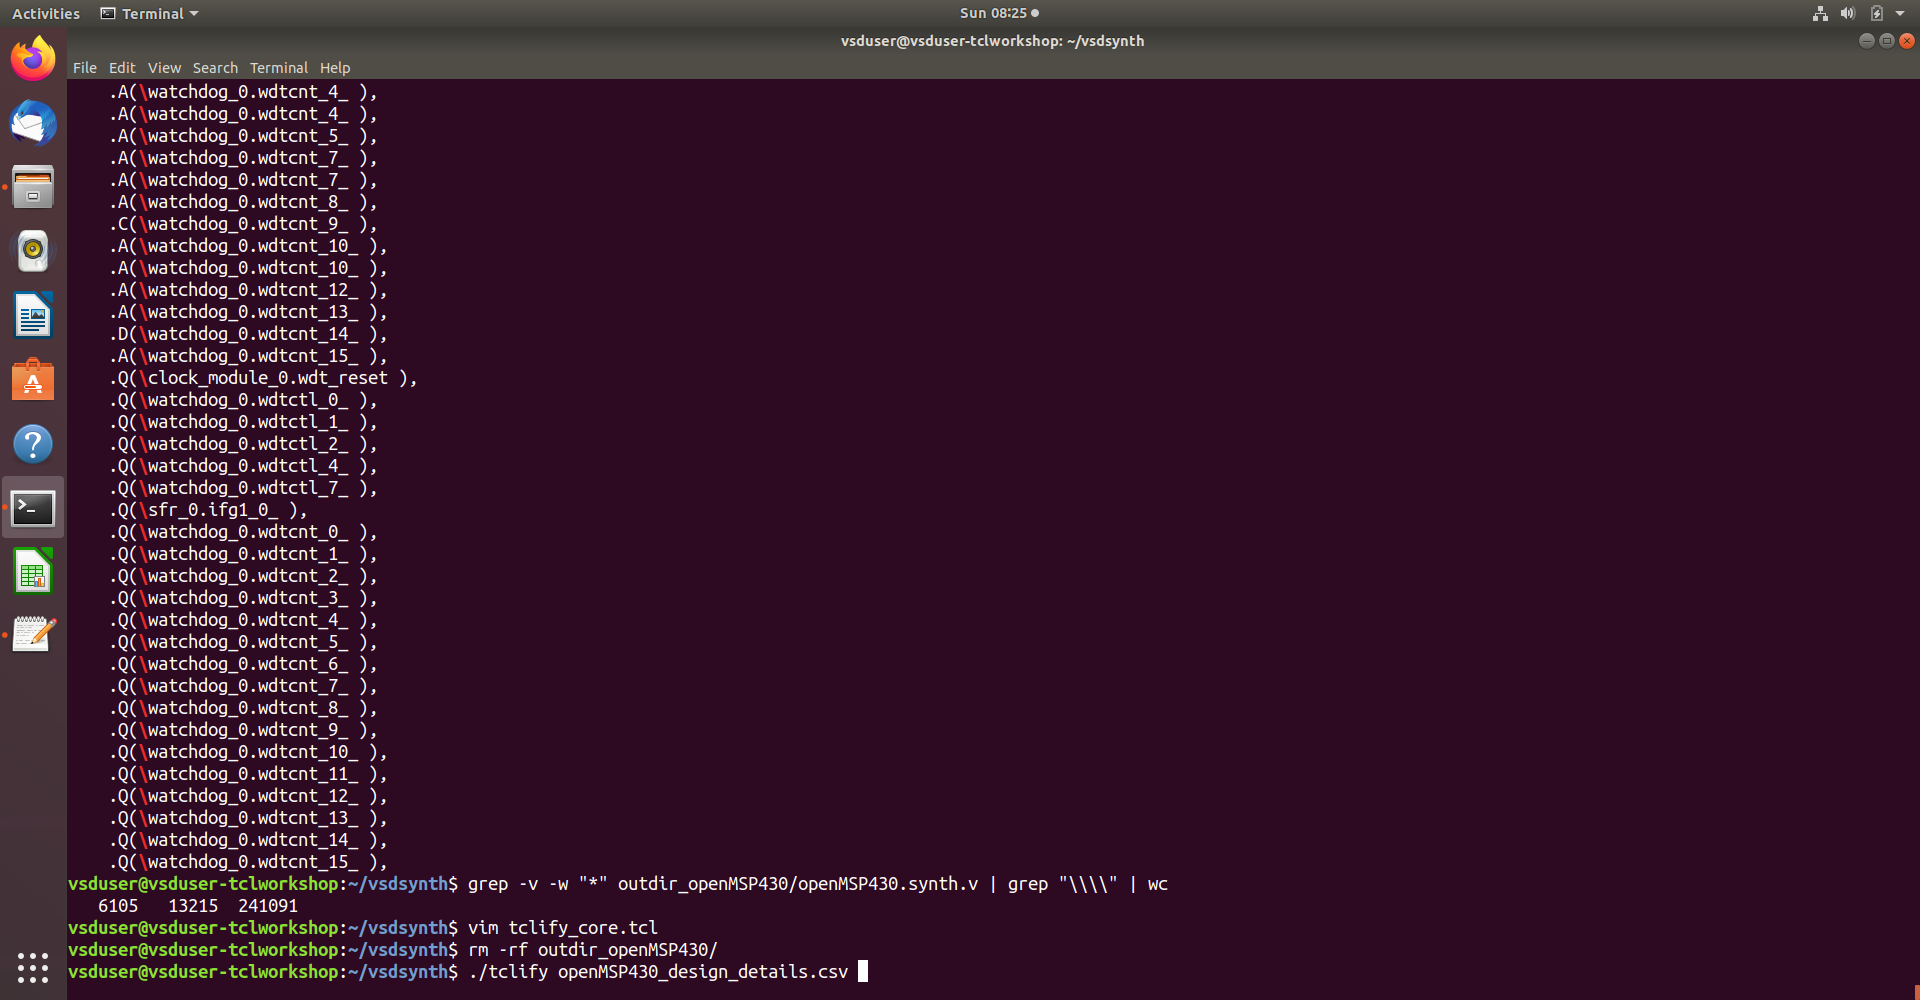 Activities Terminal Sun 08:25
vsduser@vsduser-tclworkshop: ~/vsdsynth
File Edit View Search Terminal Help
.A(\watchdog_0.wdtcnt_4_ ),
.A(\watchdog_0.wdtcnt_4_ ),
.A(\watchdog_0.wdtcnt_5_ ),
.A(\watchdog_0.wdtcnt_7_ ),
.A(\watchdog_0.wdtcnt_7_ ),
.A(\watchdog_0.wdtcnt_8_ ),
.C(\watchdog_0.wdtcnt_9_ ),
.A(\watchdog_0.wdtcnt_10_ ),
.A(\watchdog_0.wdtcnt_10_ ),
.A(\watchdog_0.wdtcnt_12_ ),
.A(\watchdog_0.wdtcnt_13_ ),
.D(\watchdog_0.wdtcnt_14_ ),
.A(\watchdog_0.wdtcnt_15_ ),
.Q(\clock_module_0.wdt_reset ),
.Q(\watchdog_0.wdtctl_0_ ),
.Q(\watchdog_0.wdtctl_1_ ),
.Q(\watchdog_0.wdtctl_2_ ),
.Q(\watchdog_0.wdtctl_4_ ),
.Q(\watchdog_0.wdtctl_7_ ),
.Q(\sfr_0.ifg1_0_ ),
.Q(\watchdog_0.wdtcnt_0_ ),
.Q(\watchdog_0.wdtcnt_1_ ),
.Q(\watchdog_0.wdtcnt_2_ ),
.Q(\watchdog_0.wdtcnt_3_ ),
.Q(\watchdog_0.wdtcnt_4_ ),
.Q(\watchdog_0.wdtcnt_5_ ),
.Q(\watchdog_0.wdtcnt_6_ ),
.Q(\watchdog_0.wdtcnt_7_ ),
.Q(\watchdog_0.wdtcnt_8_ ),
.Q(\watchdog_0.wdtcnt_9_ ),
.Q(\watchdog_0.wdtcnt_10_ ),
.Q(\watchdog_0.wdtcnt_11_ ),
.Q(\watchdog_0.wdtcnt_12_ ),
.Q(\watchdog_0.wdtcnt_13_ ),
.Q(\watchdog_0.wdtcnt_14_ ),
.Q(\watchdog_0.wdtcnt_15_ ),
vsduser@vsduser-tclworkshop:~/vsdsynth$ grep -v -w "*" outdir_openMSP430/openMSP430.synth.v | grep "\\\\" | wc
6105 13215 241091
vsduser@vsduser-tclworkshop:~/vsdsynth$ vim tclify_core.tcl
vsduser@vsduser-tclworkshop:~/vsdsynth$ rm -rf outdir_openMSP430/
vsduser@vsduser-tclworkshop:~/vsdsynth$ ./tclify openMSP430_design_details.csv